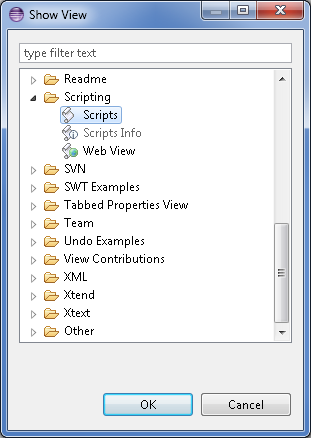 Show View
type filter text
Readme
Scripting
Scripts
Scripts Info
Web View
SVN
SWT Examples
Tabbed Properties View
Team
Undo Examples
View Contributions
XML
Xtend
Xtext
Other
OK Cancel